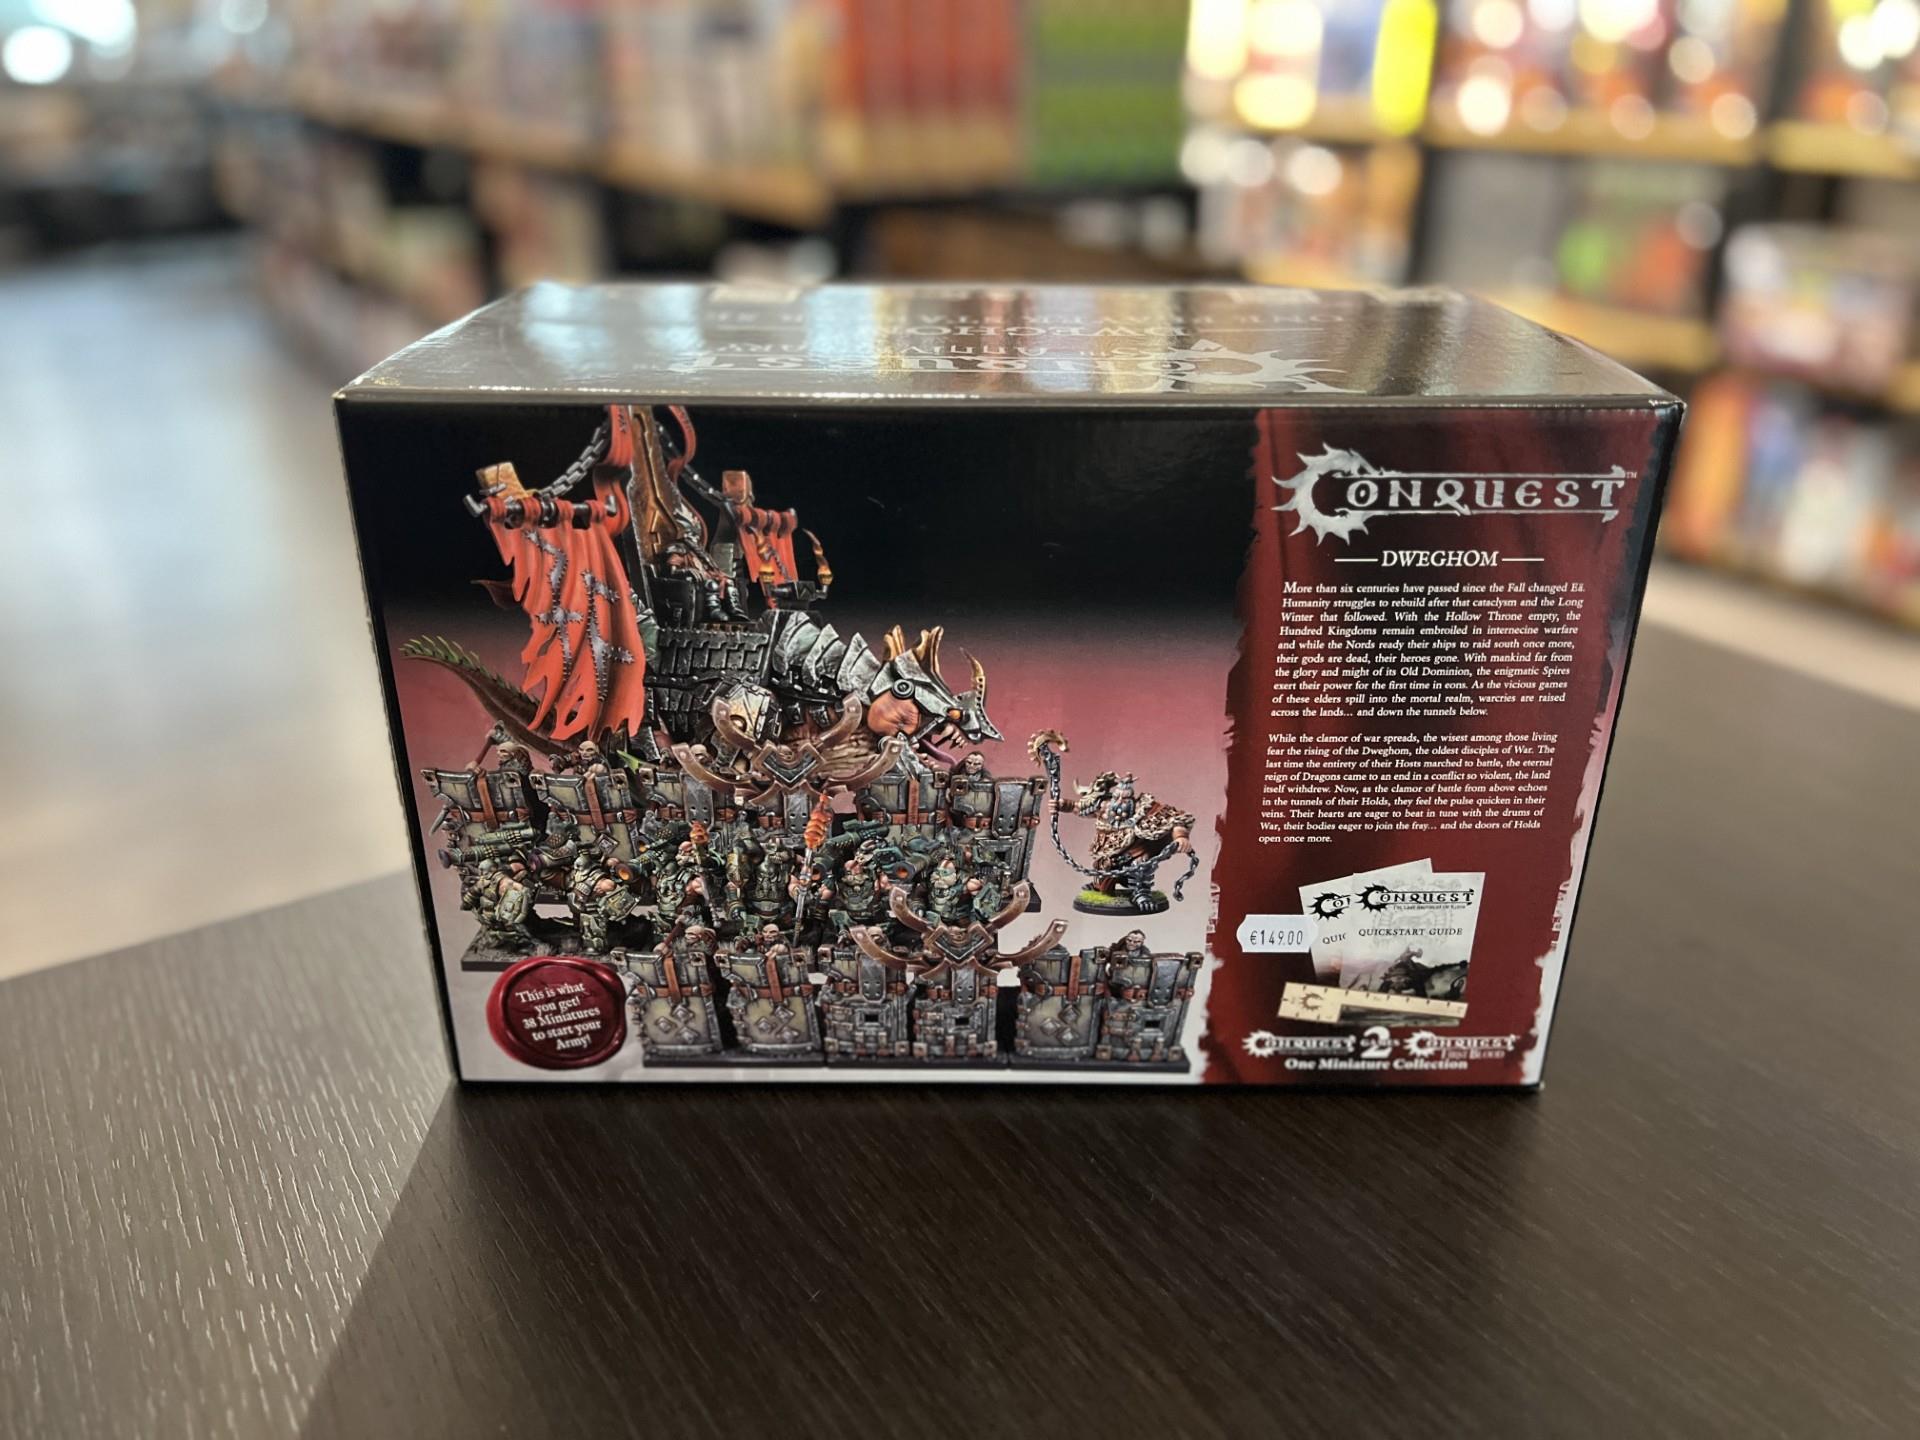 DWEGHOM
CONQUEST™
DWEGHOM
More than six centuries have passed since the Fall changed Eä.
Humanity struggles to rebuild after that cataclysm and the Long
Winter that followed. With the Hollow Throne empty, the
Hundred Kingdoms remain embroiled in internecine warfare
and while the Nords ready their ships to raid south once more,
their gods are dead, their heroes gone. With mankind far from
the glory and might of its Old Dominion, the enigmatic Spires
exert their power for the first time in eons. As the vicious games
of these elders spill into the mortal realm, warcries are raised
across the lands... and down the tunnels below.
While the clamor of war spreads, the wisest among those living
fear the rising of the Dweghom, the oldest disciples of War. The
last time the entirety of their Hosts marched to battle, the eternal
reign of Dragons came to an end in a conflict so violent, the land
itself withdrew. Now, as the clamor of battle from above echoes
in the tunnels of their Holds, they feel the pulse quicken in their
veins. Their hearts are eager to beat in tune with the drums of
War, their bodies eager to join the fray... and the doors of Holds
open once more.
CO CONQUEST
QUIC QUICKSTART GUIDE
€149.00
This is what
you get!
38 Miniatures
to start your
Army!
CONQUEST 2 GAMES CONQUEST
FIRST BLOOD
One Miniature Collection